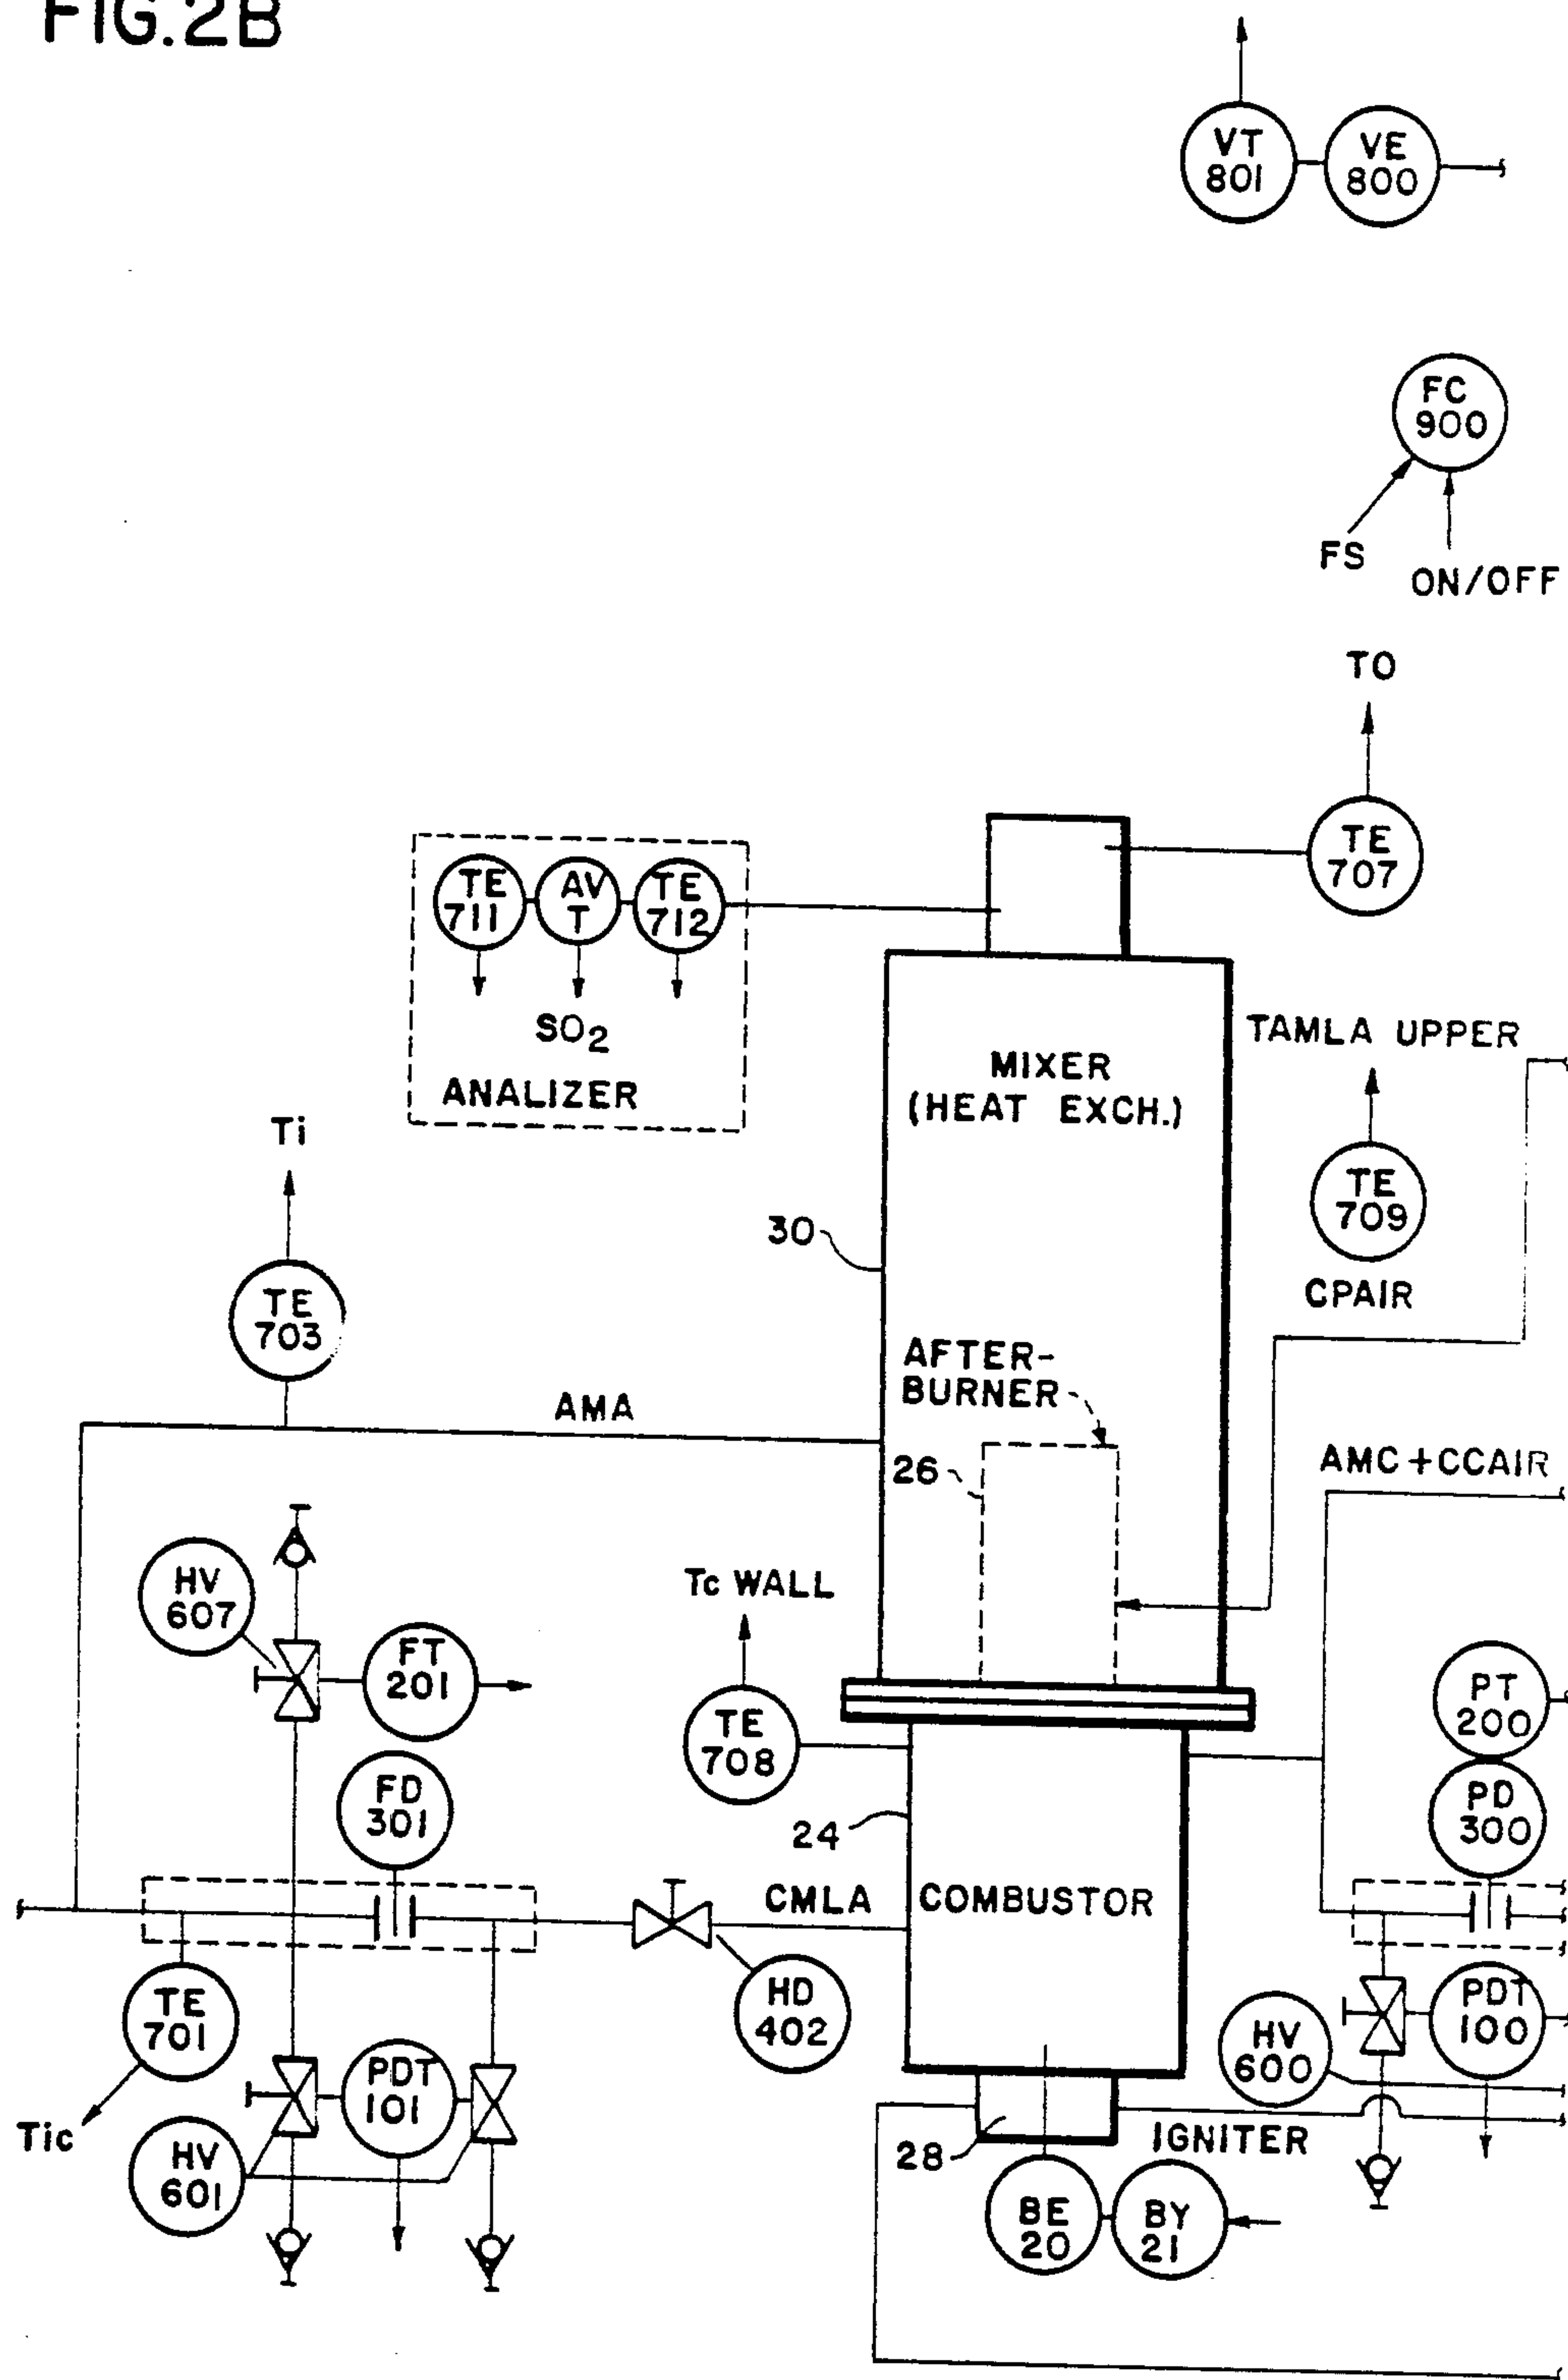 FIG.2B
VT
801
VE
800
FC
900
FS
ON/OFF
TO
TE
707
TE
711
AV
T
TE
712
SO2
ANALIZER
MIXER
(HEAT EXCH.)
TAMLA UPPER
TE
709
CPAIR
Ti
TE
703
30
AFTER-
BURNER
AMA
26
AMC+CCAIR
HV
607
FT
201
Tc WALL
TE
708
PT
200
FD
301
PD
300
24
CMLA
COMBUSTOR
HD
402
TE
701
Tic
PDT
101
HV
601
HV
600
PDT
100
28
IGNITER
BE
20
BY
21